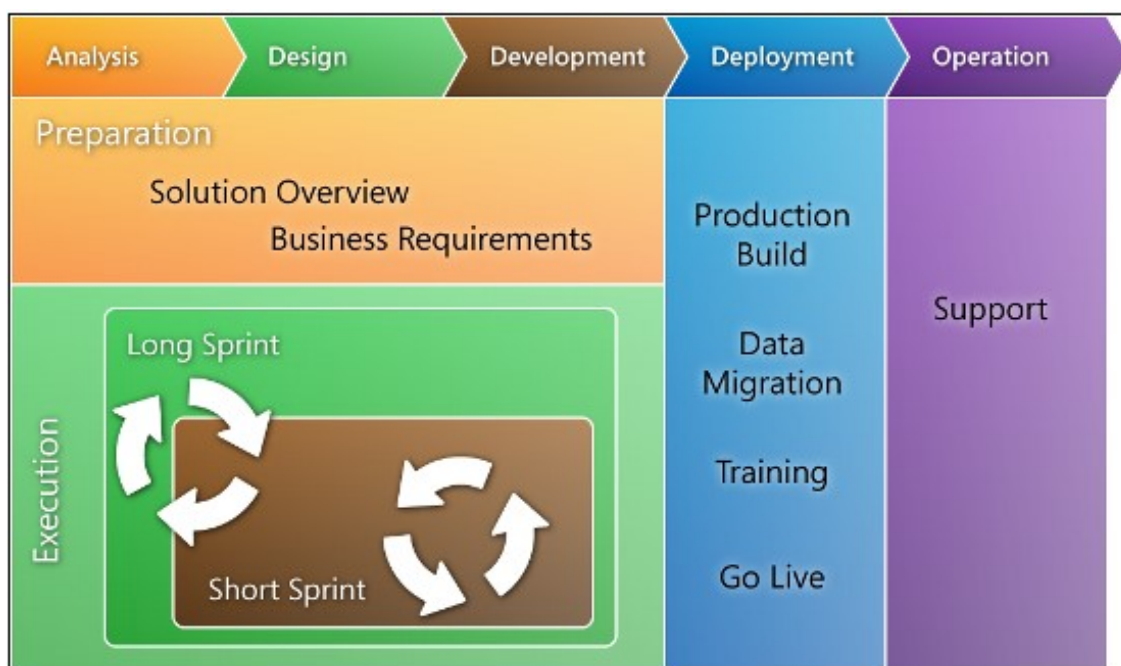 Analysis
Design
Development
Deployment
Operation
Preparation
Solution Overview
Business Requirements
Execution
Long Sprint
Short Sprint
Production
Build
Data
Migration
Training
Go Live
Support